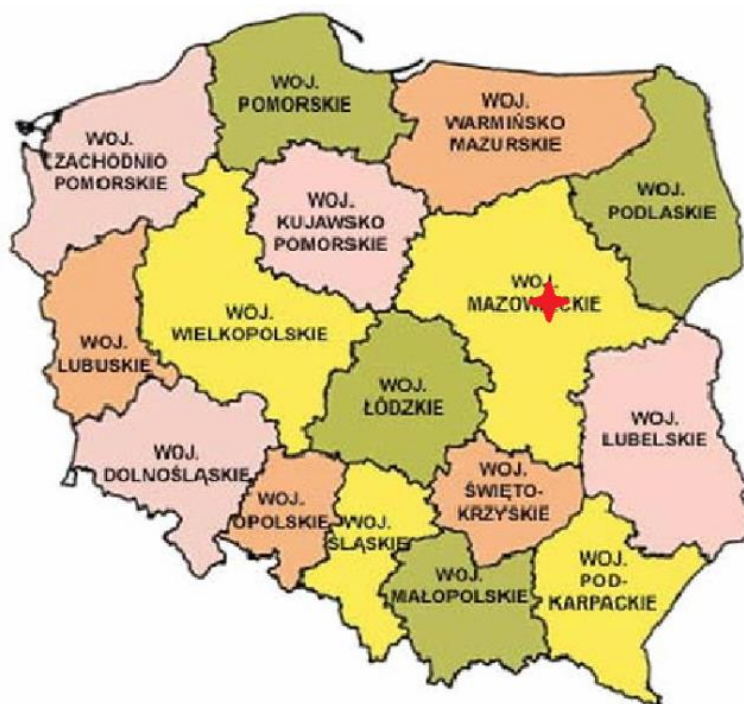 WOJ.
POMORSKIE
WOJ.
WARMIŃSKO
MAZURSKIE
WOJ.
ZACHODNIO
POMORSKIE
WOJ.
KUJAWSKO
POMORSKIE
WOJ.
PODLASKIE
WOJ.
MAZOWIECKIE
WOJ.
WIELKOPOLSKIE
WOJ.
LUBUSKIE
WOJ.
ŁÓDZKIE
WOJ.
LUBELSKIE
WOJ.
DOLNOŚLĄSKIE
WOJ.
OPOLSKIE
WOJ.
ŚLĄSKIE
WOJ.
ŚWIĘTO-
KRZYSKIE
WOJ.
MAŁOPOLSKIE
WOJ.
POD-
KARPACKIE